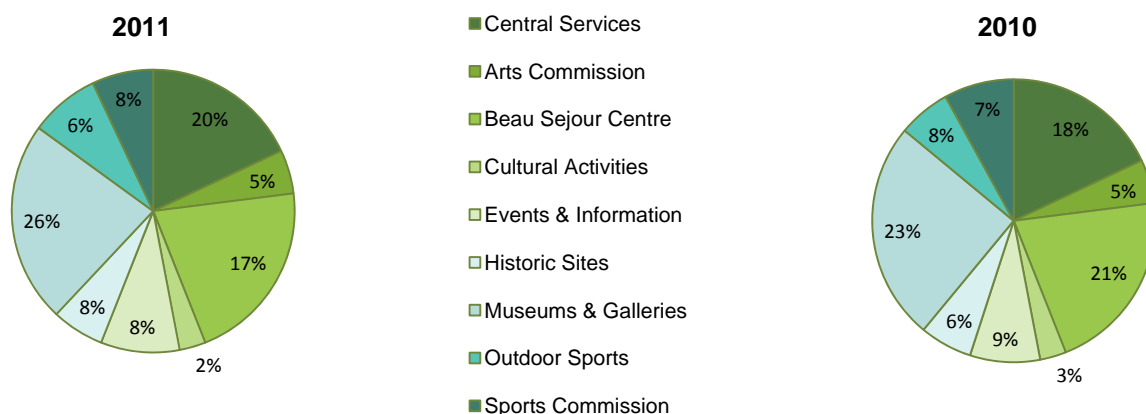 2011
20%
5%
17%
2%
8%
8%
26%
6%
8%
Central Services
Arts Commission
Beau Sejour Centre
Cultural Activities
Events & Information
Historic Sites
Museums & Galleries
Outdoor Sports
Sports Commission
2010
18%
5%
21%
3%
9%
6%
23%
8%
7%